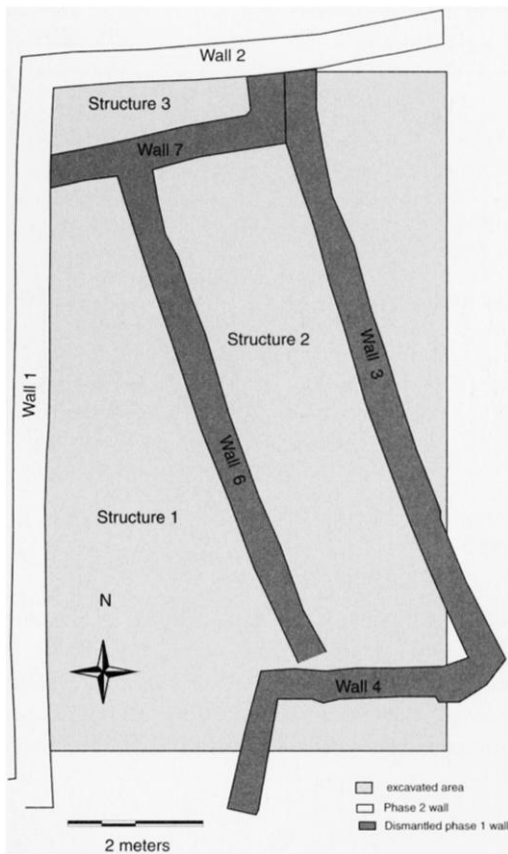 Wall 2
Structure 3
Wall 7
Structure 2
Wall 3
Wall 1
Wall 6
Structure 1
N
Wall 4
excavated area
Phase 2 wall
Dismantled phase 1 wall
2 meters